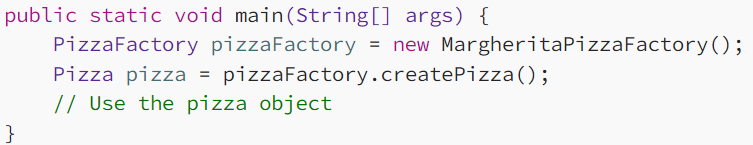 public static void main(String[] args) {
    PizzaFactory pizzaFactory = new MargheritaPizzaFactory();
    Pizza pizza = pizzaFactory.createPizza();
    // Use the pizza object
}